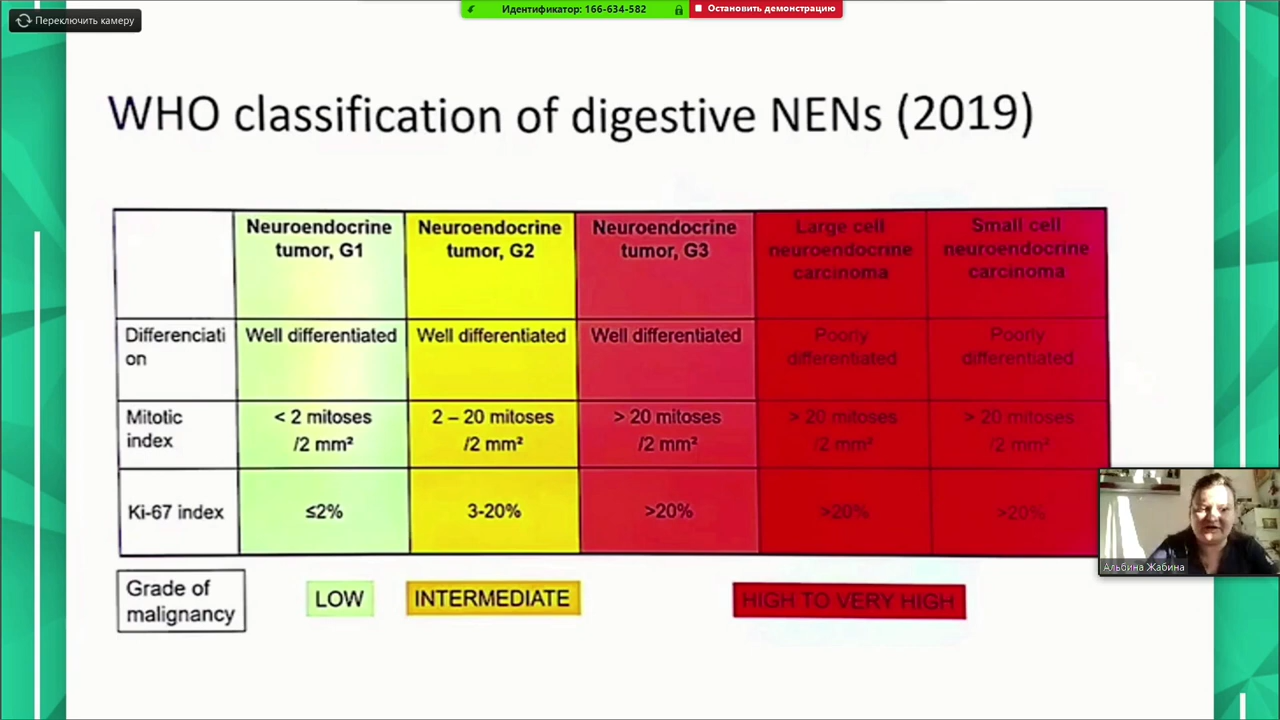 Переключить камеру
Идентификатор: 166-634-582
Остановить демонстрацию
WHO classification of digestive NENs (2019)
Neuroendocrine
tumor, G1
Neuroendocrine
tumor, G2
Neuroendocrine
tumor, G3
Large cell
neuroendocrine
carcinoma
Small cell
neuroendocrine
carcinoma
Differenciati
on
Well differentiated
Well differentiated
Well differentiated
Poorly
differentiated
Poorly
differentiated
Mitotic
index
< 2 mitoses
/2 mm²
2 – 20 mitoses
/2 mm²
> 20 mitoses
/2 mm²
> 20 mitoses
/2 mm²
> 20 mitoses
/2 mm²
Ki-67 index
≤2%
3-20%
>20%
>20%
>20%
Альбина Жабина
Grade of
malignancy
LOW
INTERMEDIATE
HIGH TO VERY HIGH